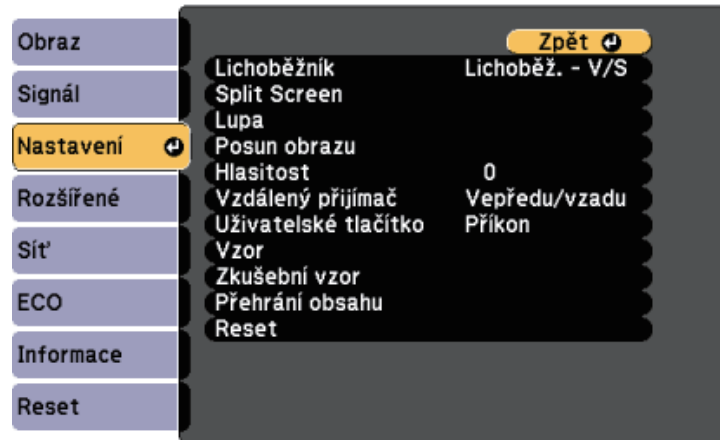 Obraz
Signál
Nastavení
Rozšířené
Síť
ECO
Informace
Reset
Zpět
Lichoběžník Lichoběž. - V/S
Split Screen
Lupa
Posun obrazu
Hlasitost 0
Vzdálený přijímač Vepředu/vzadu
Uživatelské tlačítko Příkon
Vzor
Zkušební vzor
Přehrání obsahu
Reset